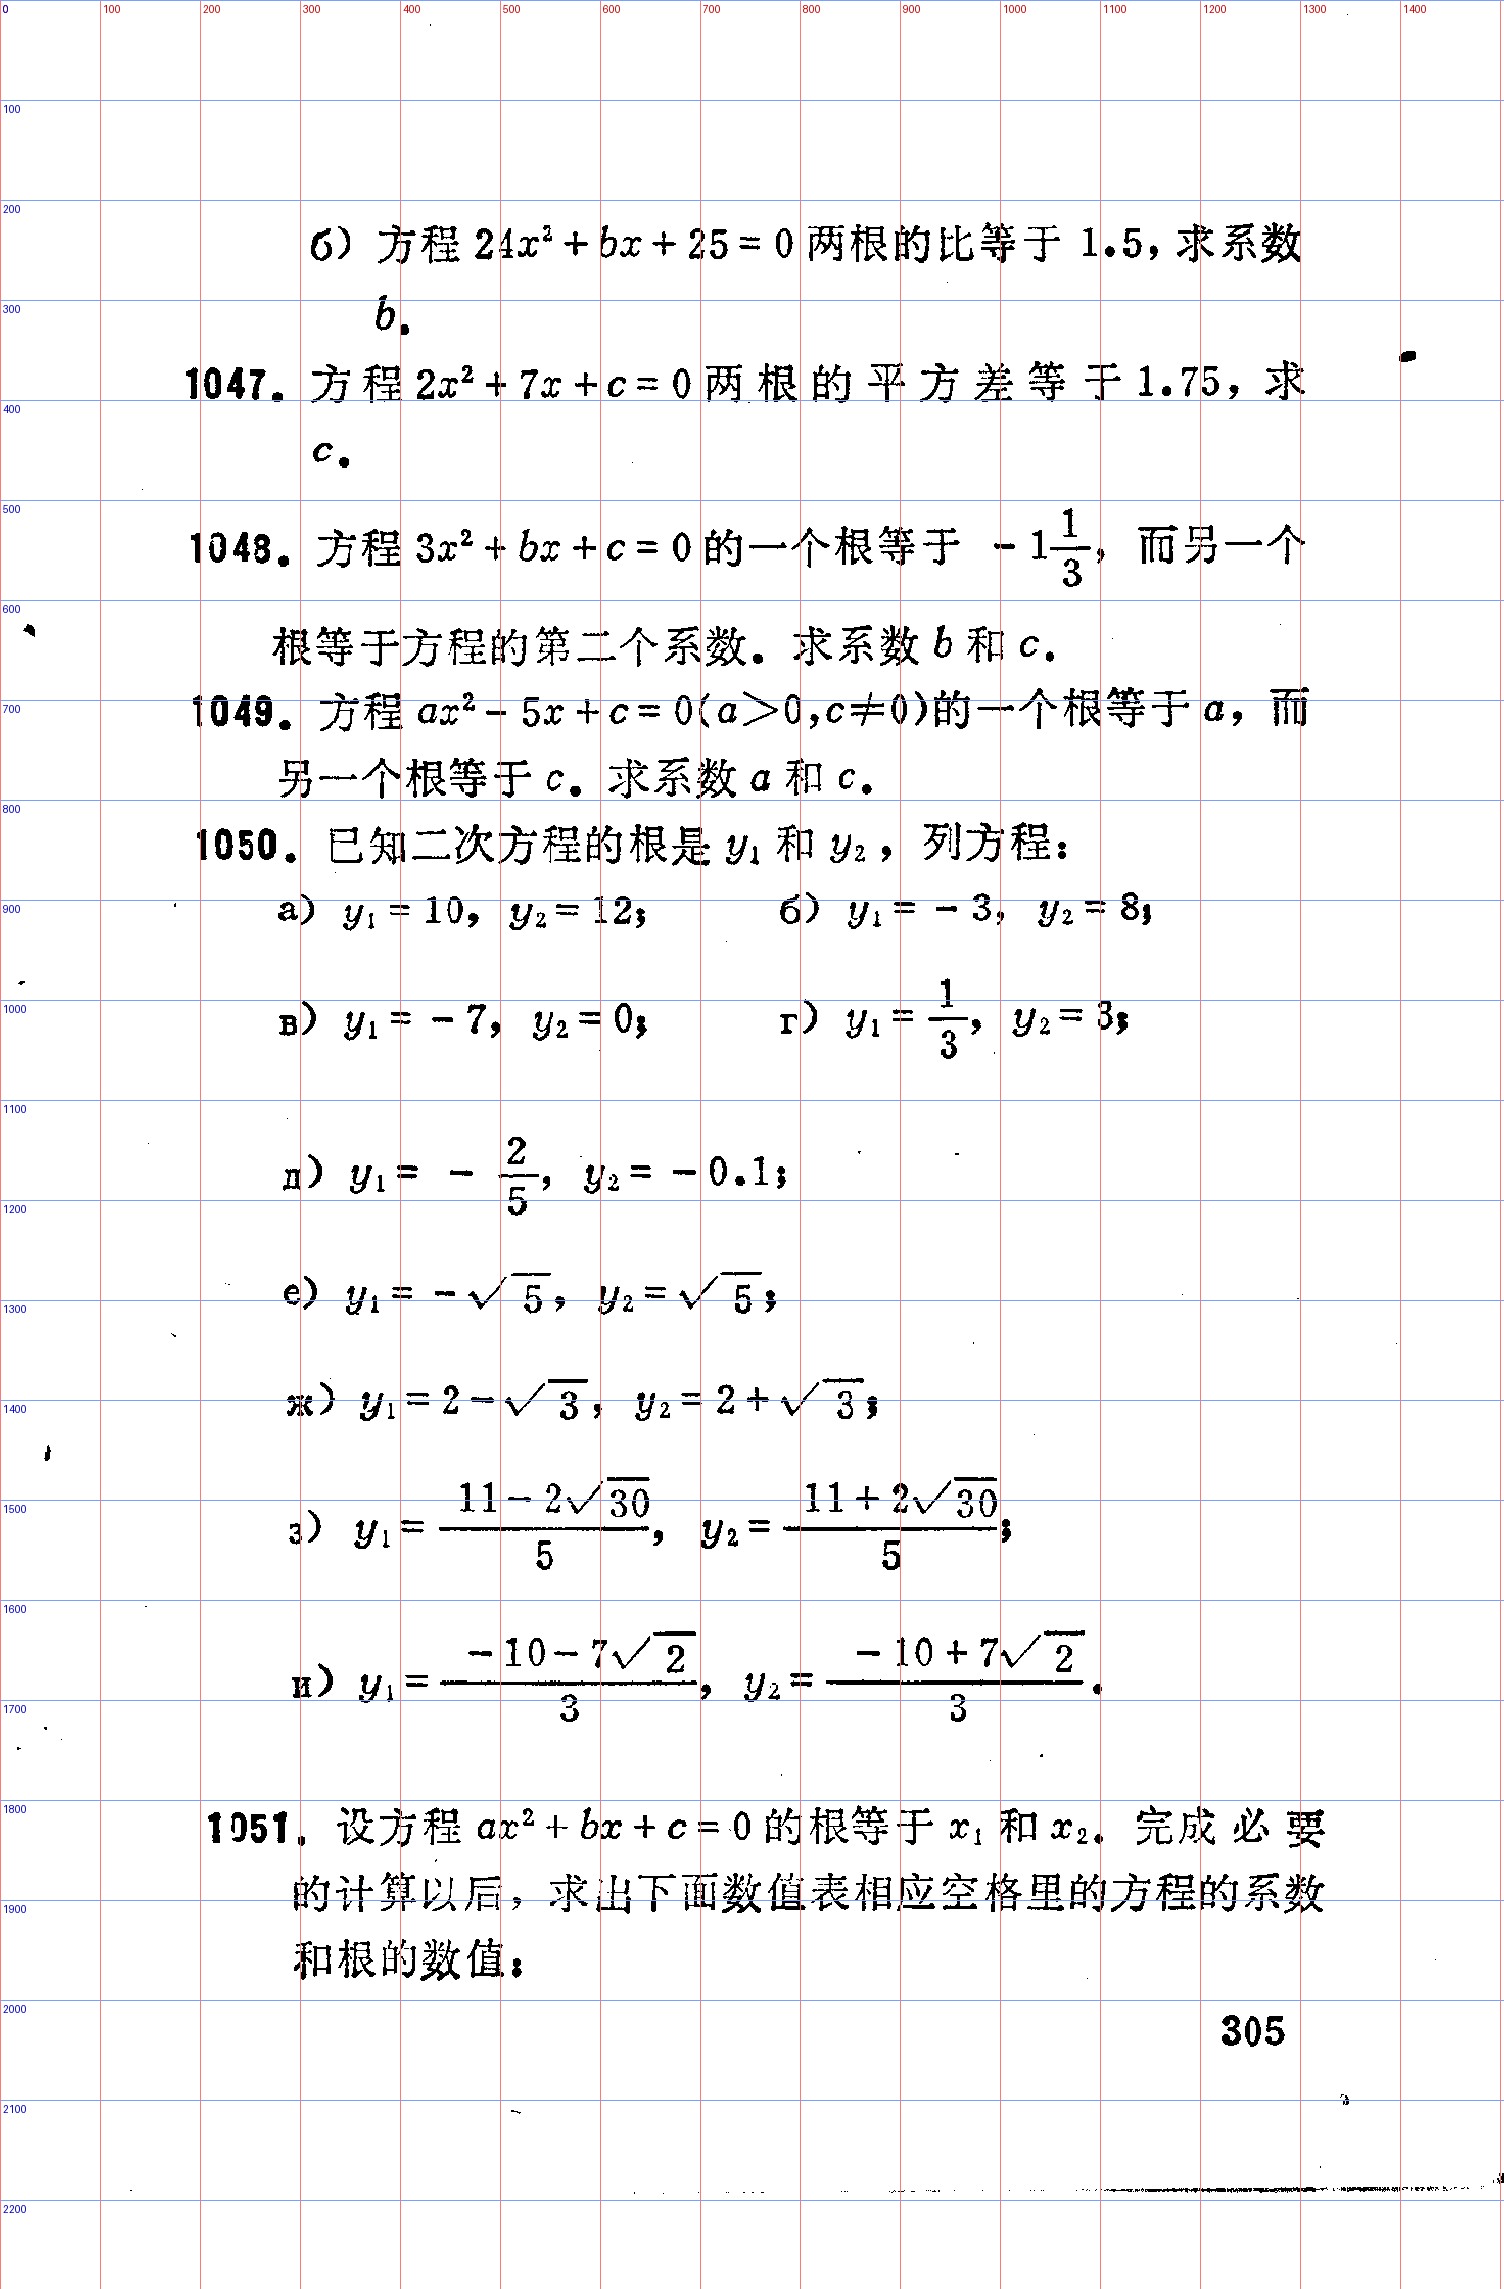 б) 方程 24x² + bx + 25 = 0 两根的比等于 1.5, 求系数
b.
1047. 方程 2x² + 7x + c = 0 两根的平方差等于 1.75, 求
c.
1048. 方程 3x² + bx + c = 0 的一个根等于 -1 1/3, 而另一个
根等于方程的第二个系数. 求系数 b 和 c.
1049. 方程 ax² - 5x + c = 0 (a>0, c≠0) 的一个根等于 a, 而
另一个根等于 c. 求系数 a 和 c.
1050. 已知二次方程的根是 y₁ 和 y₂, 列方程:
а) y₁ = 10, y₂ = 12; б) y₁ = -3, y₂ = 8;
в) y₁ = -7, y₂ = 0; г) y₁ = 1/3, y₂ = 3;
д) y₁ = -2/5, y₂ = -0.1;
е) y₁ = -√5, y₂ = √5;
ж) y₁ = 2 - √3, y₂ = 2 + √3;
з) y₁ = (11 - 2√30)/5, y₂ = (11 + 2√30)/5;
и) y₁ = (-10 - 7√2)/3, y₂ = (-10 + 7√2)/3.
1051. 设方程 ax² + bx + c = 0 的根等于 x₁ 和 x₂. 完成必要
的计算以后, 求出下面数值表相应空格里的方程的系数
和根的数值:
305